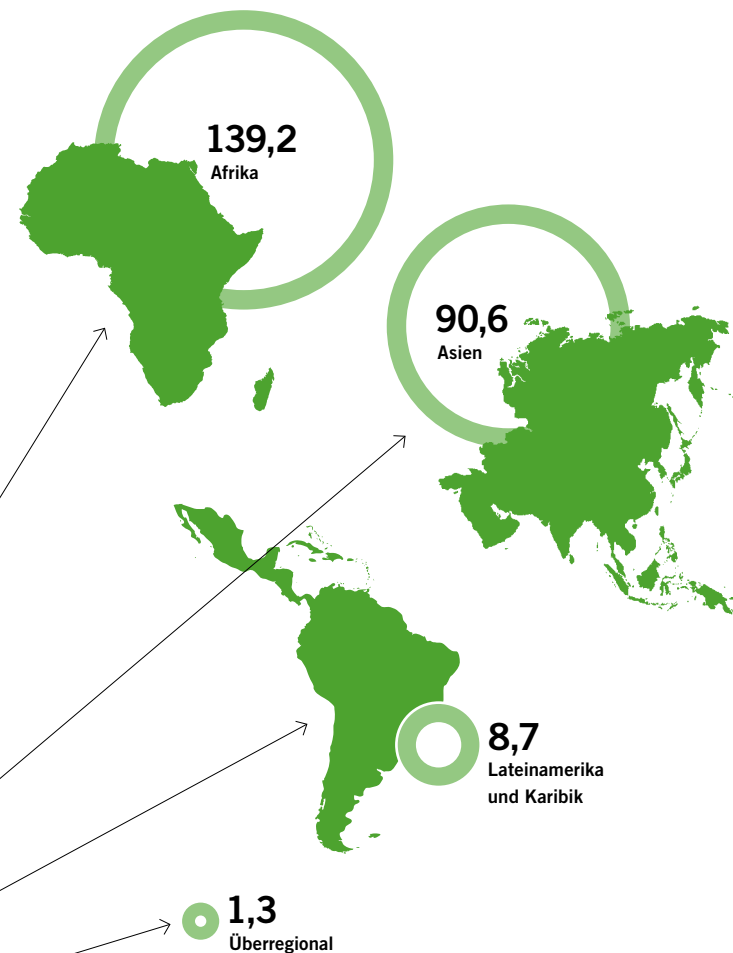 139,2
Afrika
90,6
Asien
8,7
Lateinamerika
und Karibik
1,3
Überregional